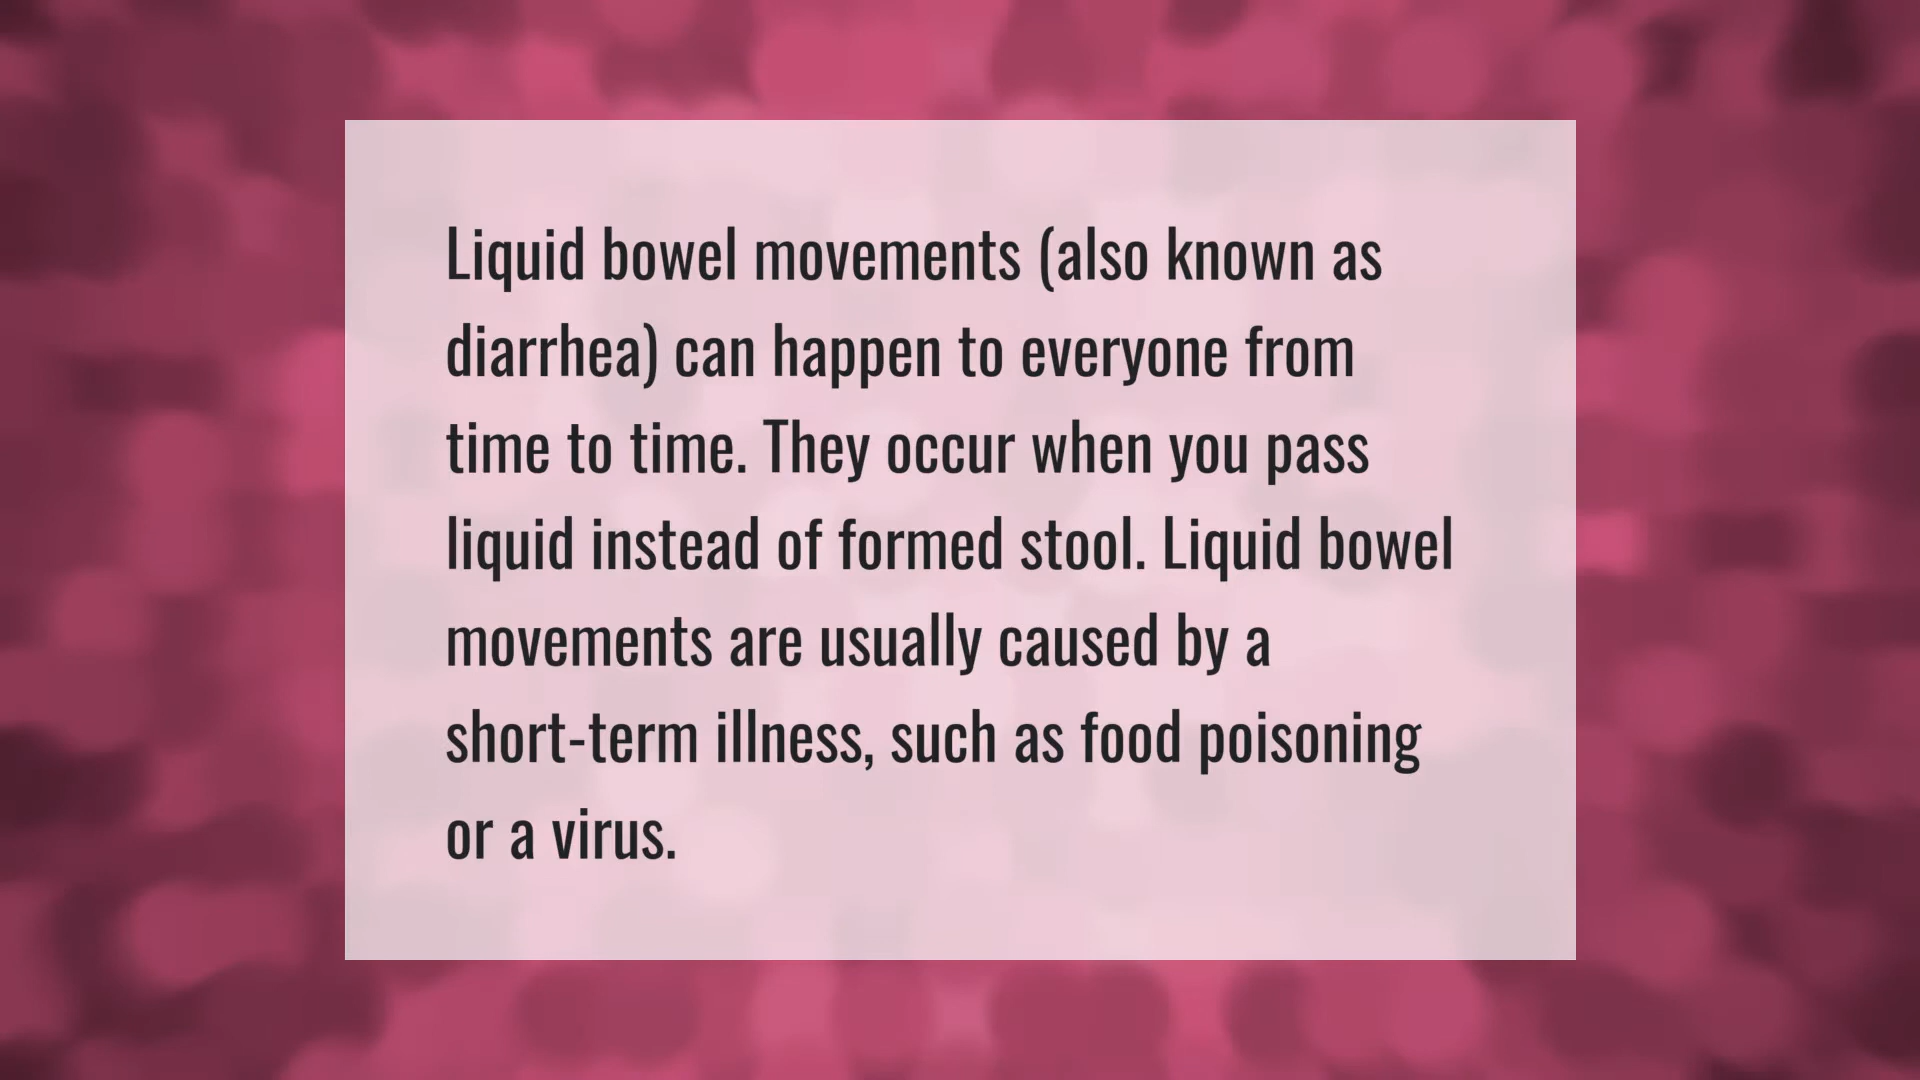 Liquid bowel movements (also known as
diarrhea) can happen to everyone from
time to time. They occur when you pass
liquid instead of formed stool. Liquid bowel
movements are usually caused by a
short-term illness, such as food poisoning
or a virus.